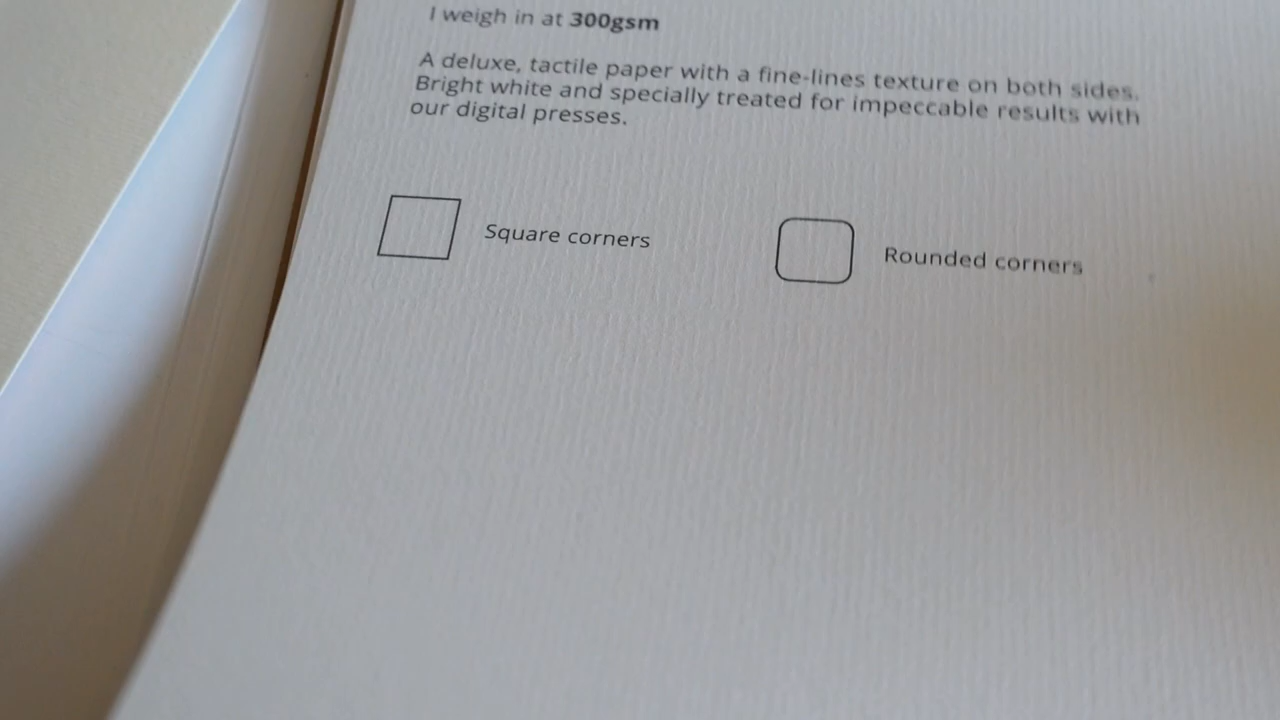 I weigh in at 300gsm
A deluxe, tactile paper with a fine-lines texture on both sides.
Bright white and specially treated for impeccable results with
our digital presses.
Square corners
Rounded corners